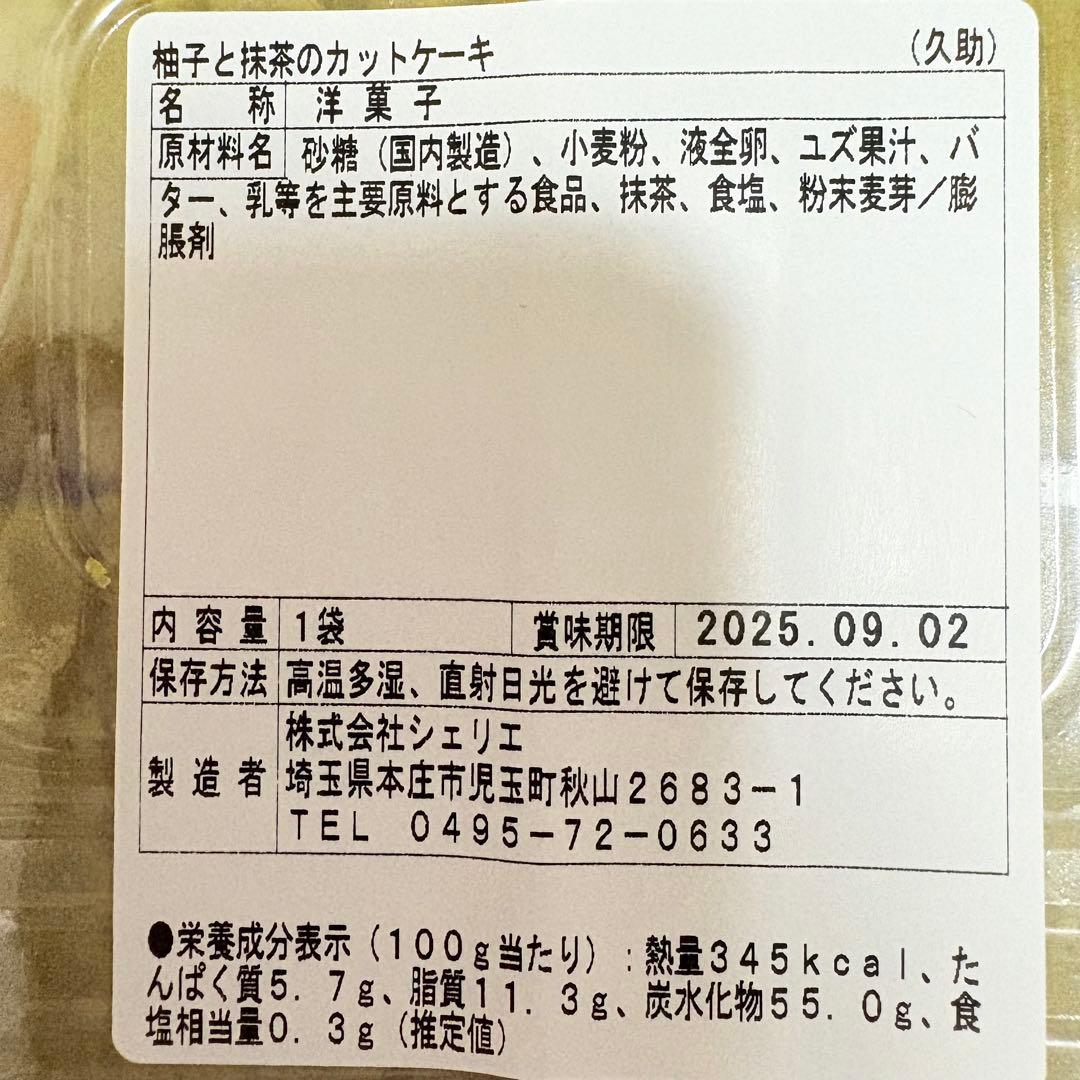 柚子と抹茶のカットケーキ （久助）
名　称 洋菓子
原材料名 砂糖（国内製造）、小麦粉、液全卵、ユズ果汁、バ
ター、乳等を主要原料とする食品、抹茶、食塩、粉末麦芽／膨
脹剤
内容量 1袋 賞味期限 2025.09.02
保存方法 高温多湿、直射日光を避けて保存してください。
株式会社シェリエ
製造者 埼玉県本庄市児玉町秋山２６８３－１
ＴＥＬ　０４９５－７２－０６３３
●栄養成分表示（１００ｇ当たり）：熱量３４５ｋｃａｌ、た
んぱく質５．７ｇ、脂質１１．３ｇ、炭水化物５５．０ｇ、食
塩相当量０．３ｇ（推定値）